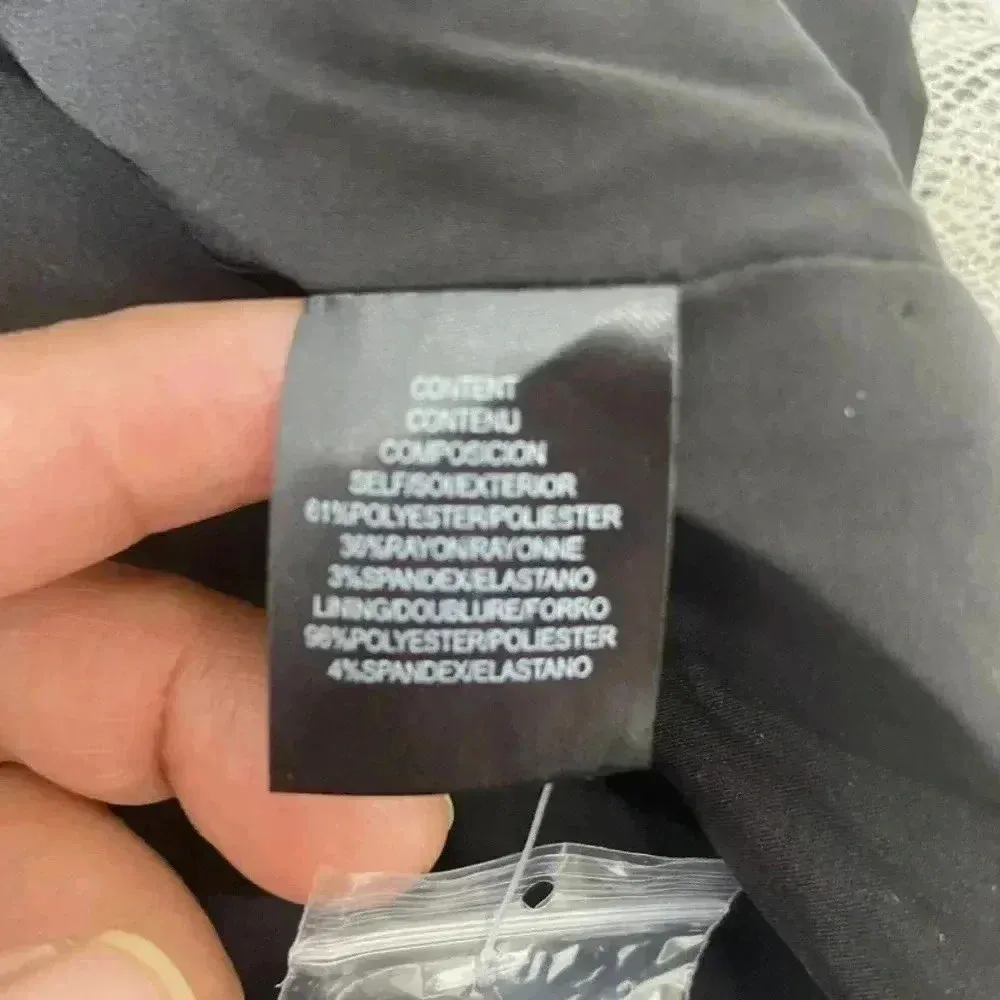 CONTENT
CONTENU
COMPOSICION
SELF/SOI/EXTERIOR
61%POLYESTER/POLIESTER
36%RAYON/RAYONNE
3%SPANDEX/ELASTANO
LINING/DOUBLURE/FORRO
96%POLYESTER/POLIESTER
4%SPANDEX/ELASTANO